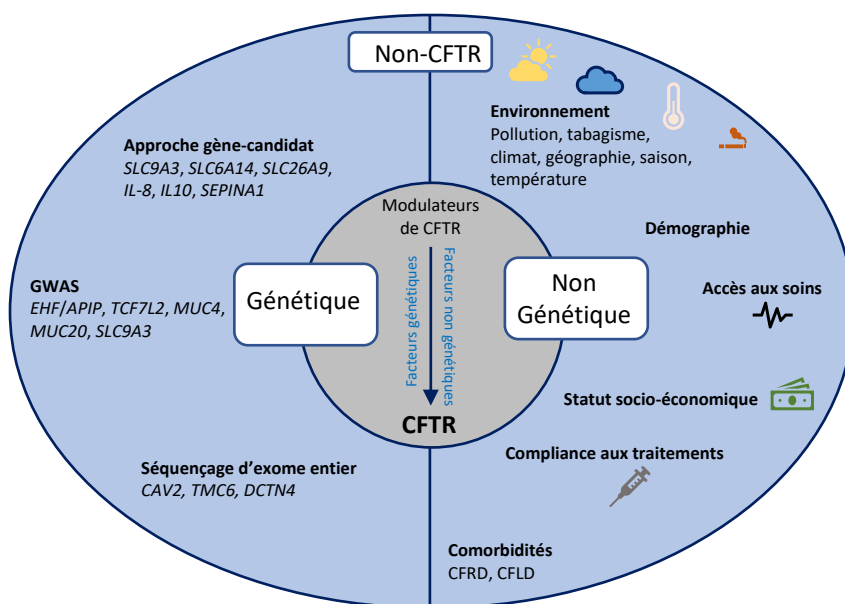 Non-CFTR
Environnement
Pollution, tabagisme,
climat, géographie, saison,
température
Approche gène-candidat
SLC9A3, SLC6A14, SLC26A9,
IL-8, IL10, SEPINA1
Modulateurs
de CFTR
Démographie
GWAS
EHF/APIP, TCF7L2, MUC4,
MUC20, SLC9A3
Génétique
Facteurs génétiques
Facteurs non génétiques
Non
Génétique
Accès aux soins
CFTR
Statut socio-économique
Compliance aux traitements
Séquençage d’exome entier
CAV2, TMC6, DCTN4
Comorbidités
CFRD, CFLD